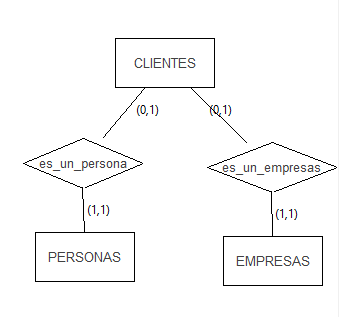 CLIENTES
(0,1)
(0,1)
es_un_persona
es_un_empresas
(1,1)
(1,1)
PERSONAS
EMPRESAS